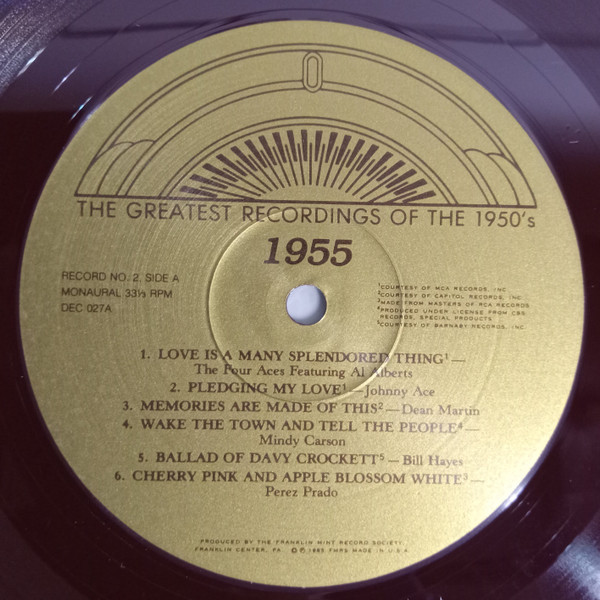 THE GREATEST RECORDINGS OF THE 1950's
1955
RECORD NO. 2, SIDE A
MONAURAL 33⅓ RPM
DEC 027A
¹COURTESY OF MCA RECORDS, INC.
²COURTESY OF CAPITOL RECORDS, INC.
³MADE FROM MASTERS OF RCA RECORDS
⁴PRODUCED UNDER LICENSE FROM CBS
RECORDS, SPECIAL PRODUCTS
⁵COURTESY OF BARNABY RECORDS, INC.
1. LOVE IS A MANY SPLENDORED THING¹—
The Four Aces Featuring Al Alberts
2. PLEDGING MY LOVE¹—Johnny Ace
3. MEMORIES ARE MADE OF THIS²—Dean Martin
4. WAKE THE TOWN AND TELL THE PEOPLE⁴—
Mindy Carson
5. BALLAD OF DAVY CROCKETT⁵—Bill Hayes
6. CHERRY PINK AND APPLE BLOSSOM WHITE³—
Perez Prado
PRODUCED BY THE FRANKLIN MINT RECORD SOCIETY
FRANKLIN CENTER, PA. © ℗ 1985 FMRS MADE IN U.S.A.